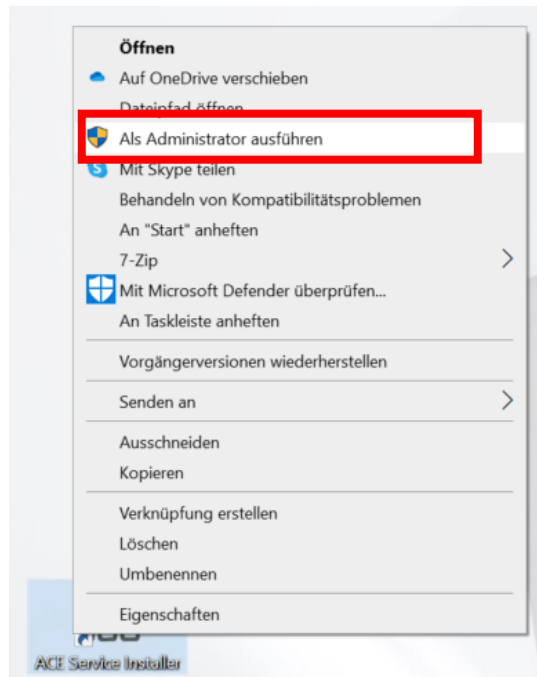 Öffnen
Auf OneDrive verschieben
Dateipfad öffnen
Als Administrator ausführen
Mit Skype teilen
Behandeln von Kompatibilitätsproblemen
An "Start" anheften
7-Zip
Mit Microsoft Defender überprüfen...
An Taskleiste anheften
Vorgängerversionen wiederherstellen
Senden an
Ausschneiden
Kopieren
Verknüpfung erstellen
Löschen
Umbenennen
Eigenschaften
ACE Service Installer